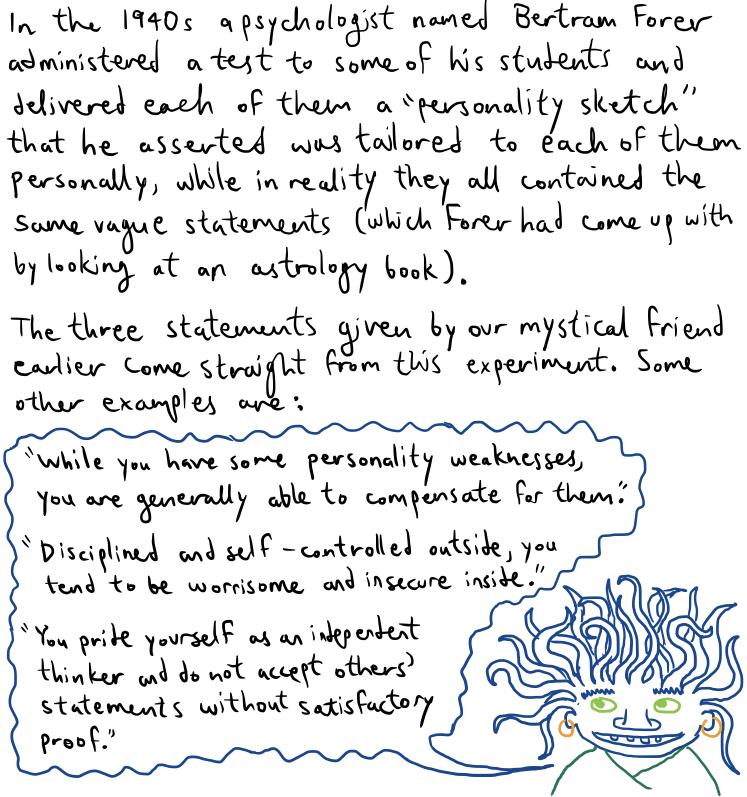 In the 1940s a psychologist named Bertram Forer
administered a test to some of his students and
delivered each of them a "personality sketch"
that he asserted was tailored to each of them
personally, while in reality they all contained the
same vague statements (which Forer had come up with
by looking at an astrology book).
The three statements given by our mystical friend
earlier come straight from this experiment. Some
other examples are:
"While you have some personality weaknesses,
you are generally able to compensate for them."
"Disciplined and self-controlled outside, you
tend to be worrisome and insecure inside."
"You pride yourself as an independent
thinker and do not accept others'
statements without satisfactory
proof."